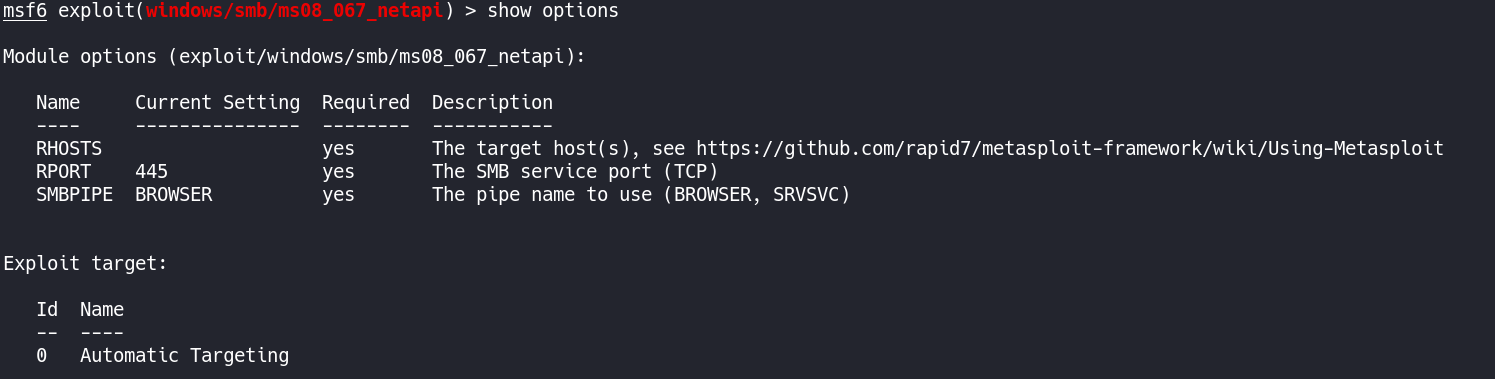 msf6 exploit(windows/smb/ms08_067_netapi) > show options
Module options (exploit/windows/smb/ms08_067_netapi):
Name Current Setting Required Description
---- --------------- -------- -----------
RHOSTS yes The target host(s), see https://github.com/rapid7/metasploit-framework/wiki/Using-Metasploit
RPORT 445 yes The SMB service port (TCP)
SMBPIPE BROWSER yes The pipe name to use (BROWSER, SRVSVC)
Exploit target:
Id Name
-- ----
0 Automatic Targeting